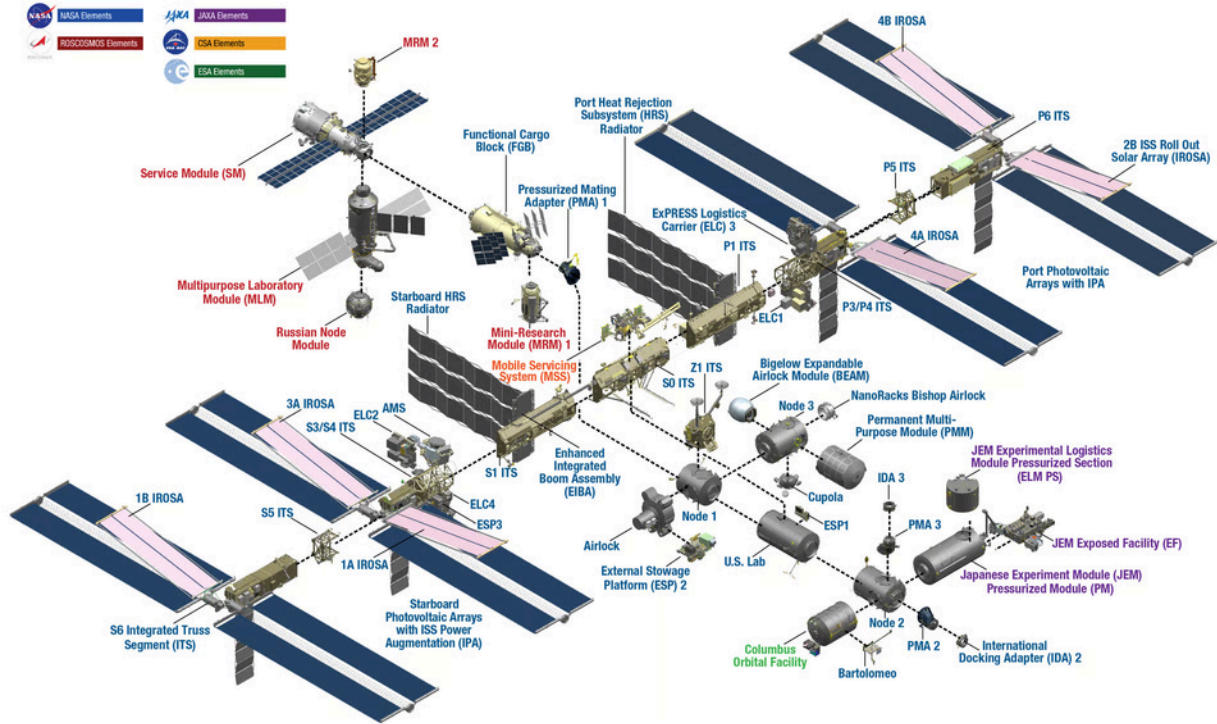 NASA
NASA Elements
JAXA
JAXA Elements
ROSCOSMOS Elements
CSA Elements
esa
ESA Elements
MRM 2
Service Module (SM)
Functional Cargo
Block (FGB)
Pressurized Mating
Adapter (PMA) 1
Port Heat Rejection
Subsystem (HRS)
Radiator
4B IROSA
P6 ITS
2B ISS Roll Out
Solar Array (IROSA)
P5 ITS
ExPRESS Logistics
Carrier (ELC) 3
P1 ITS
4A IROSA
Port Photovoltaic
Arrays with IPA
P3/P4 ITS
ELC1
Multipurpose Laboratory
Module (MLM)
Russian Node
Module
Starboard HRS
Radiator
Mini-Research
Module (MRM) 1
Mobile Servicing
System (MSS)
S0 ITS
Z1 ITS
Bigelow Expandable
Airlock Module (BEAM)
Node 3
NanoRacks Bishop Airlock
Permanent Multi-
Purpose Module (PMM)
3A IROSA
S3/S4 ITS
ELC2
AMS
S1 ITS
Enhanced
Integrated
Boom Assembly (EIBA)
JEM Experimental Logistics
Module Pressurized Section
(ELM PS)
IDA 3
Cupola
1B IROSA
S5 ITS
ELC4
ESP3
Node 1
ESP1
PMA 3
Airlock
U.S. Lab
JEM Exposed Facility (EF)
1A IROSA
External Stowage
Platform (ESP) 2
Japanese Experiment Module (JEM)
Pressurized Module (PM)
S6 Integrated Truss
Segment (ITS)
Starboard
Photovoltaic Arrays
with ISS Power
Augmentation (IPA)
Node 2
Columbus
Orbital Facility
PMA 2
International
Docking Adapter (IDA) 2
Bartolomeo